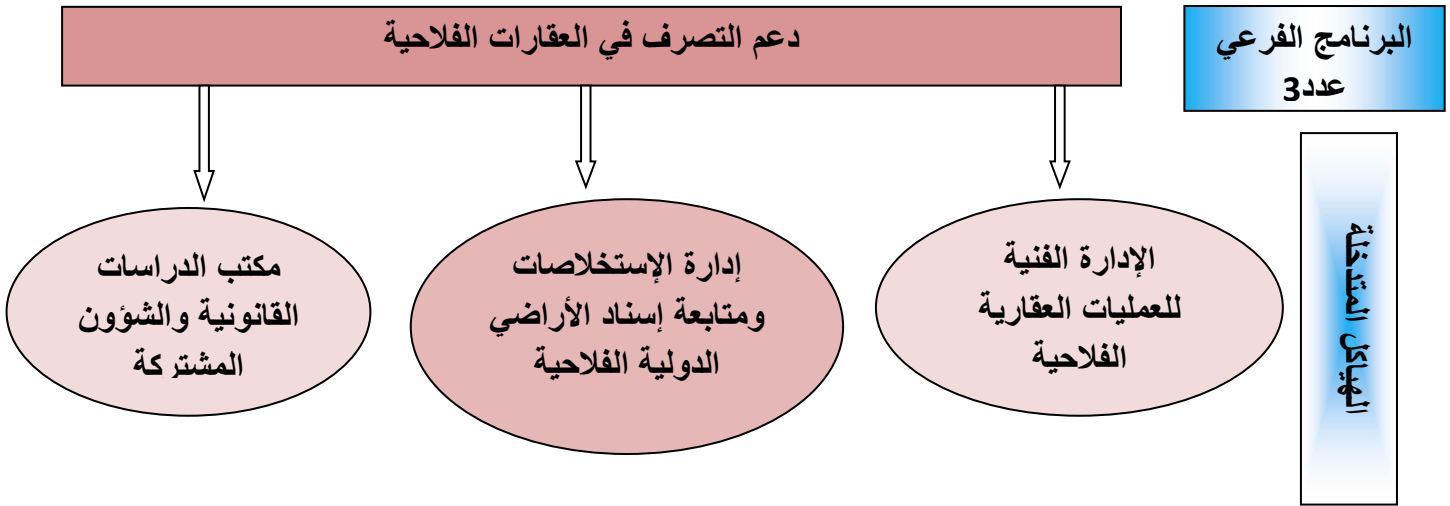 البرنامج الفرعي
عدد3
دعم التصرف في العقارات الفلاحية
الهياكل المتدخلة
الإدارة الفنية
للعمليات العقارية
الفلاحية
إدارة الإستخلاصات
ومتابعة إسناد الأراضي
الدولية الفلاحية
مكتب الدراسات
القانونية والشؤون
المشتركة